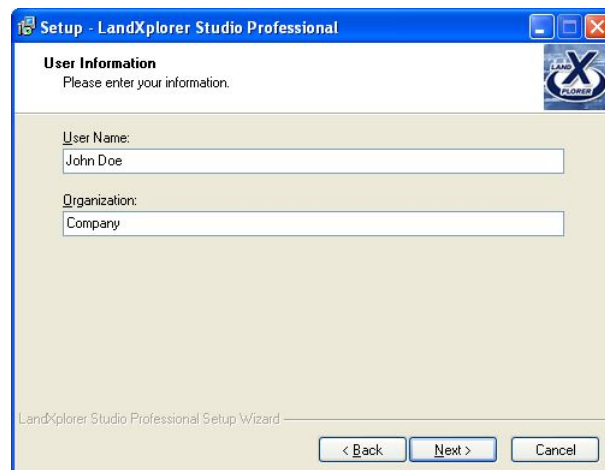 Setup - LandXplorer Studio Professional
User Information
Please enter your information.
LAND
X
PLORER
User Name:
John Doe
Organization:
Company
LandXplorer Studio Professional Setup Wizard
< Back
Next >
Cancel